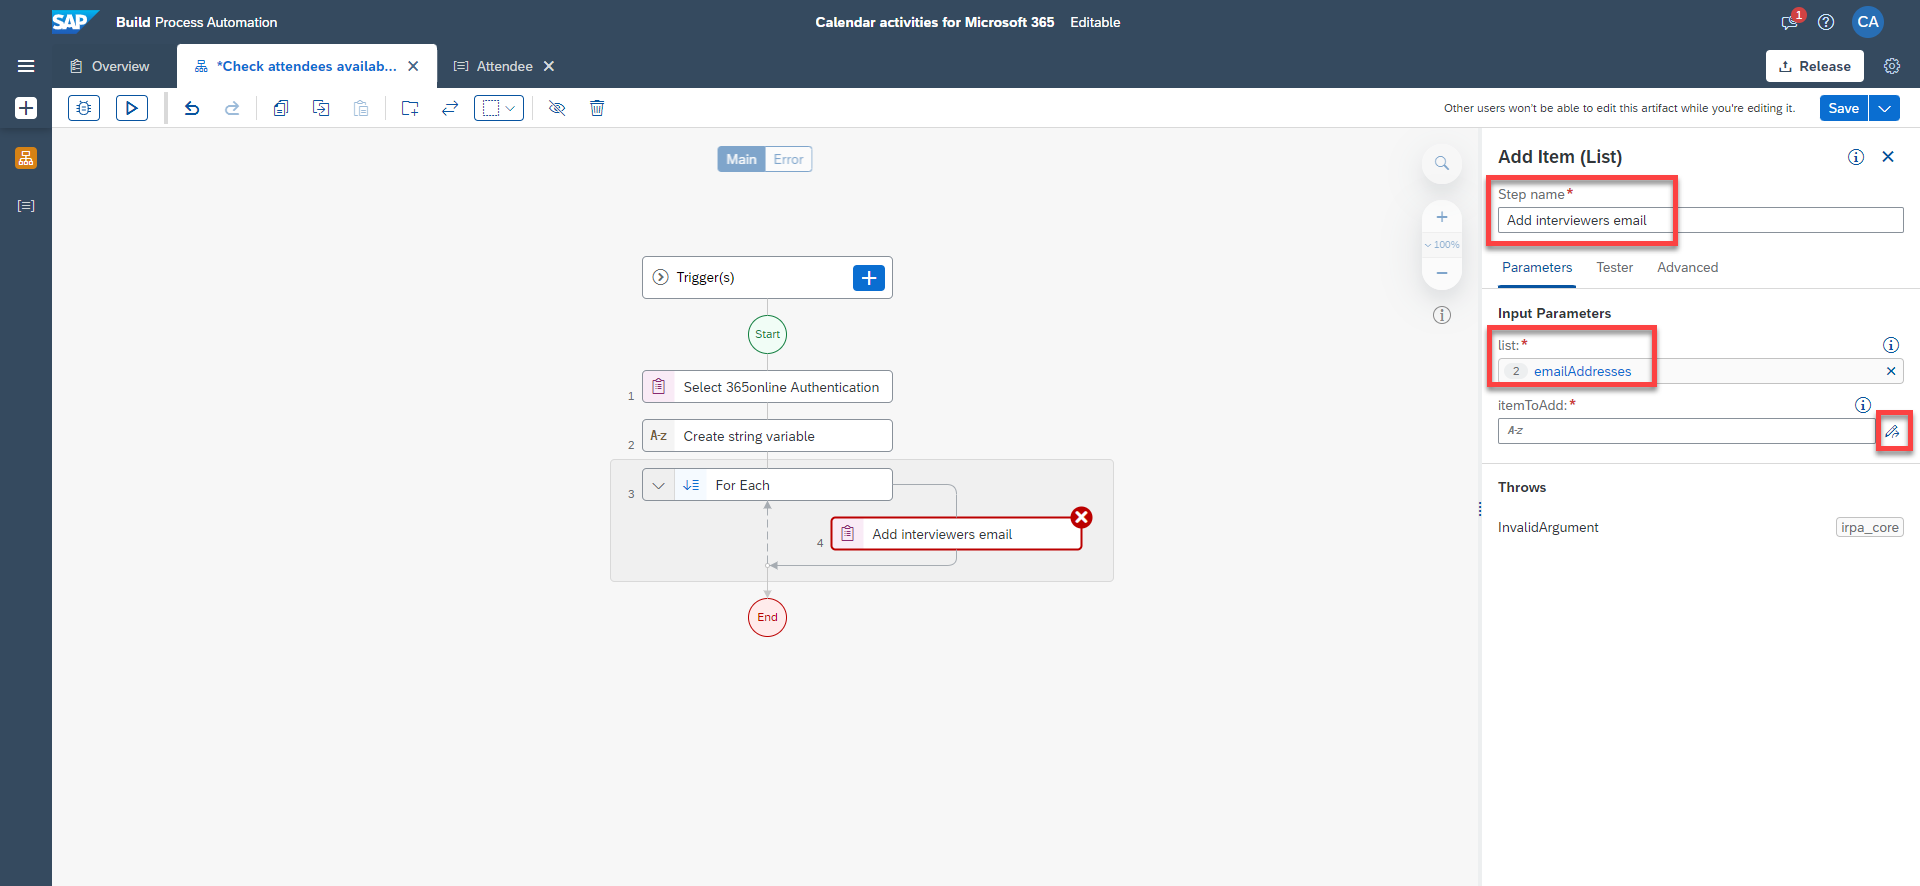 SAP Build Process Automation
Calendar activities for Microsoft 365 Editable
1
CA
Overview
*Check attendees availab...
Attendee
Release
Other users won't be able to edit this artifact while you're editing it.
Save
Main Error
100%
Trigger(s)
Start
1 Select 365online Authentication
2 A-z Create string variable
3 For Each
4 Add interviewers email
End
Add Item (List)
Step name*
Add interviewers email
Parameters Tester Advanced
Input Parameters
list:*
2 emailAddresses
itemToAdd:*
A-z
Throws
InvalidArgument irpa_core